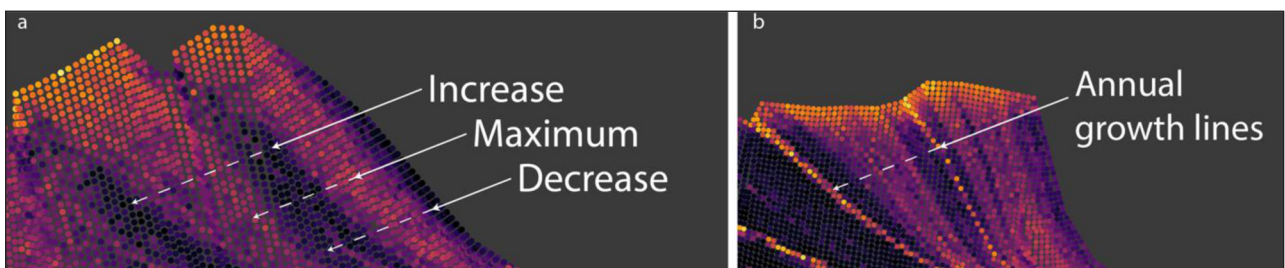 a
Increase
Maximum
Decrease
b
Annual
growth lines